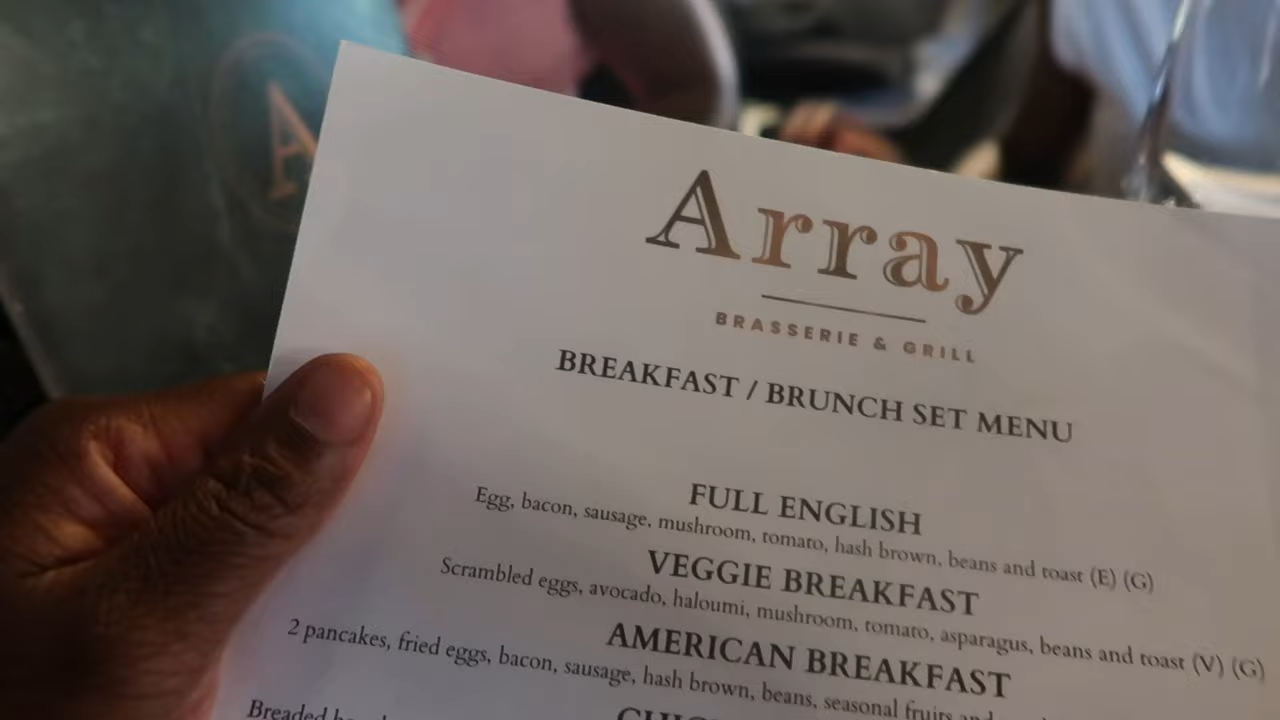 A
Array
BRASSERIE & GRILL
BREAKFAST / BRUNCH SET MENU
FULL ENGLISH
Egg, bacon, sausage, mushroom, tomato, hash brown, beans and toast (E) (G)
VEGGIE BREAKFAST
Scrambled eggs, avocado, haloumi, mushroom, tomato, asparagus, beans and toast (V) (G)
AMERICAN BREAKFAST
2 pancakes, fried eggs, bacon, sausage, hash brown, beans, seasonal fruits and
Breaded